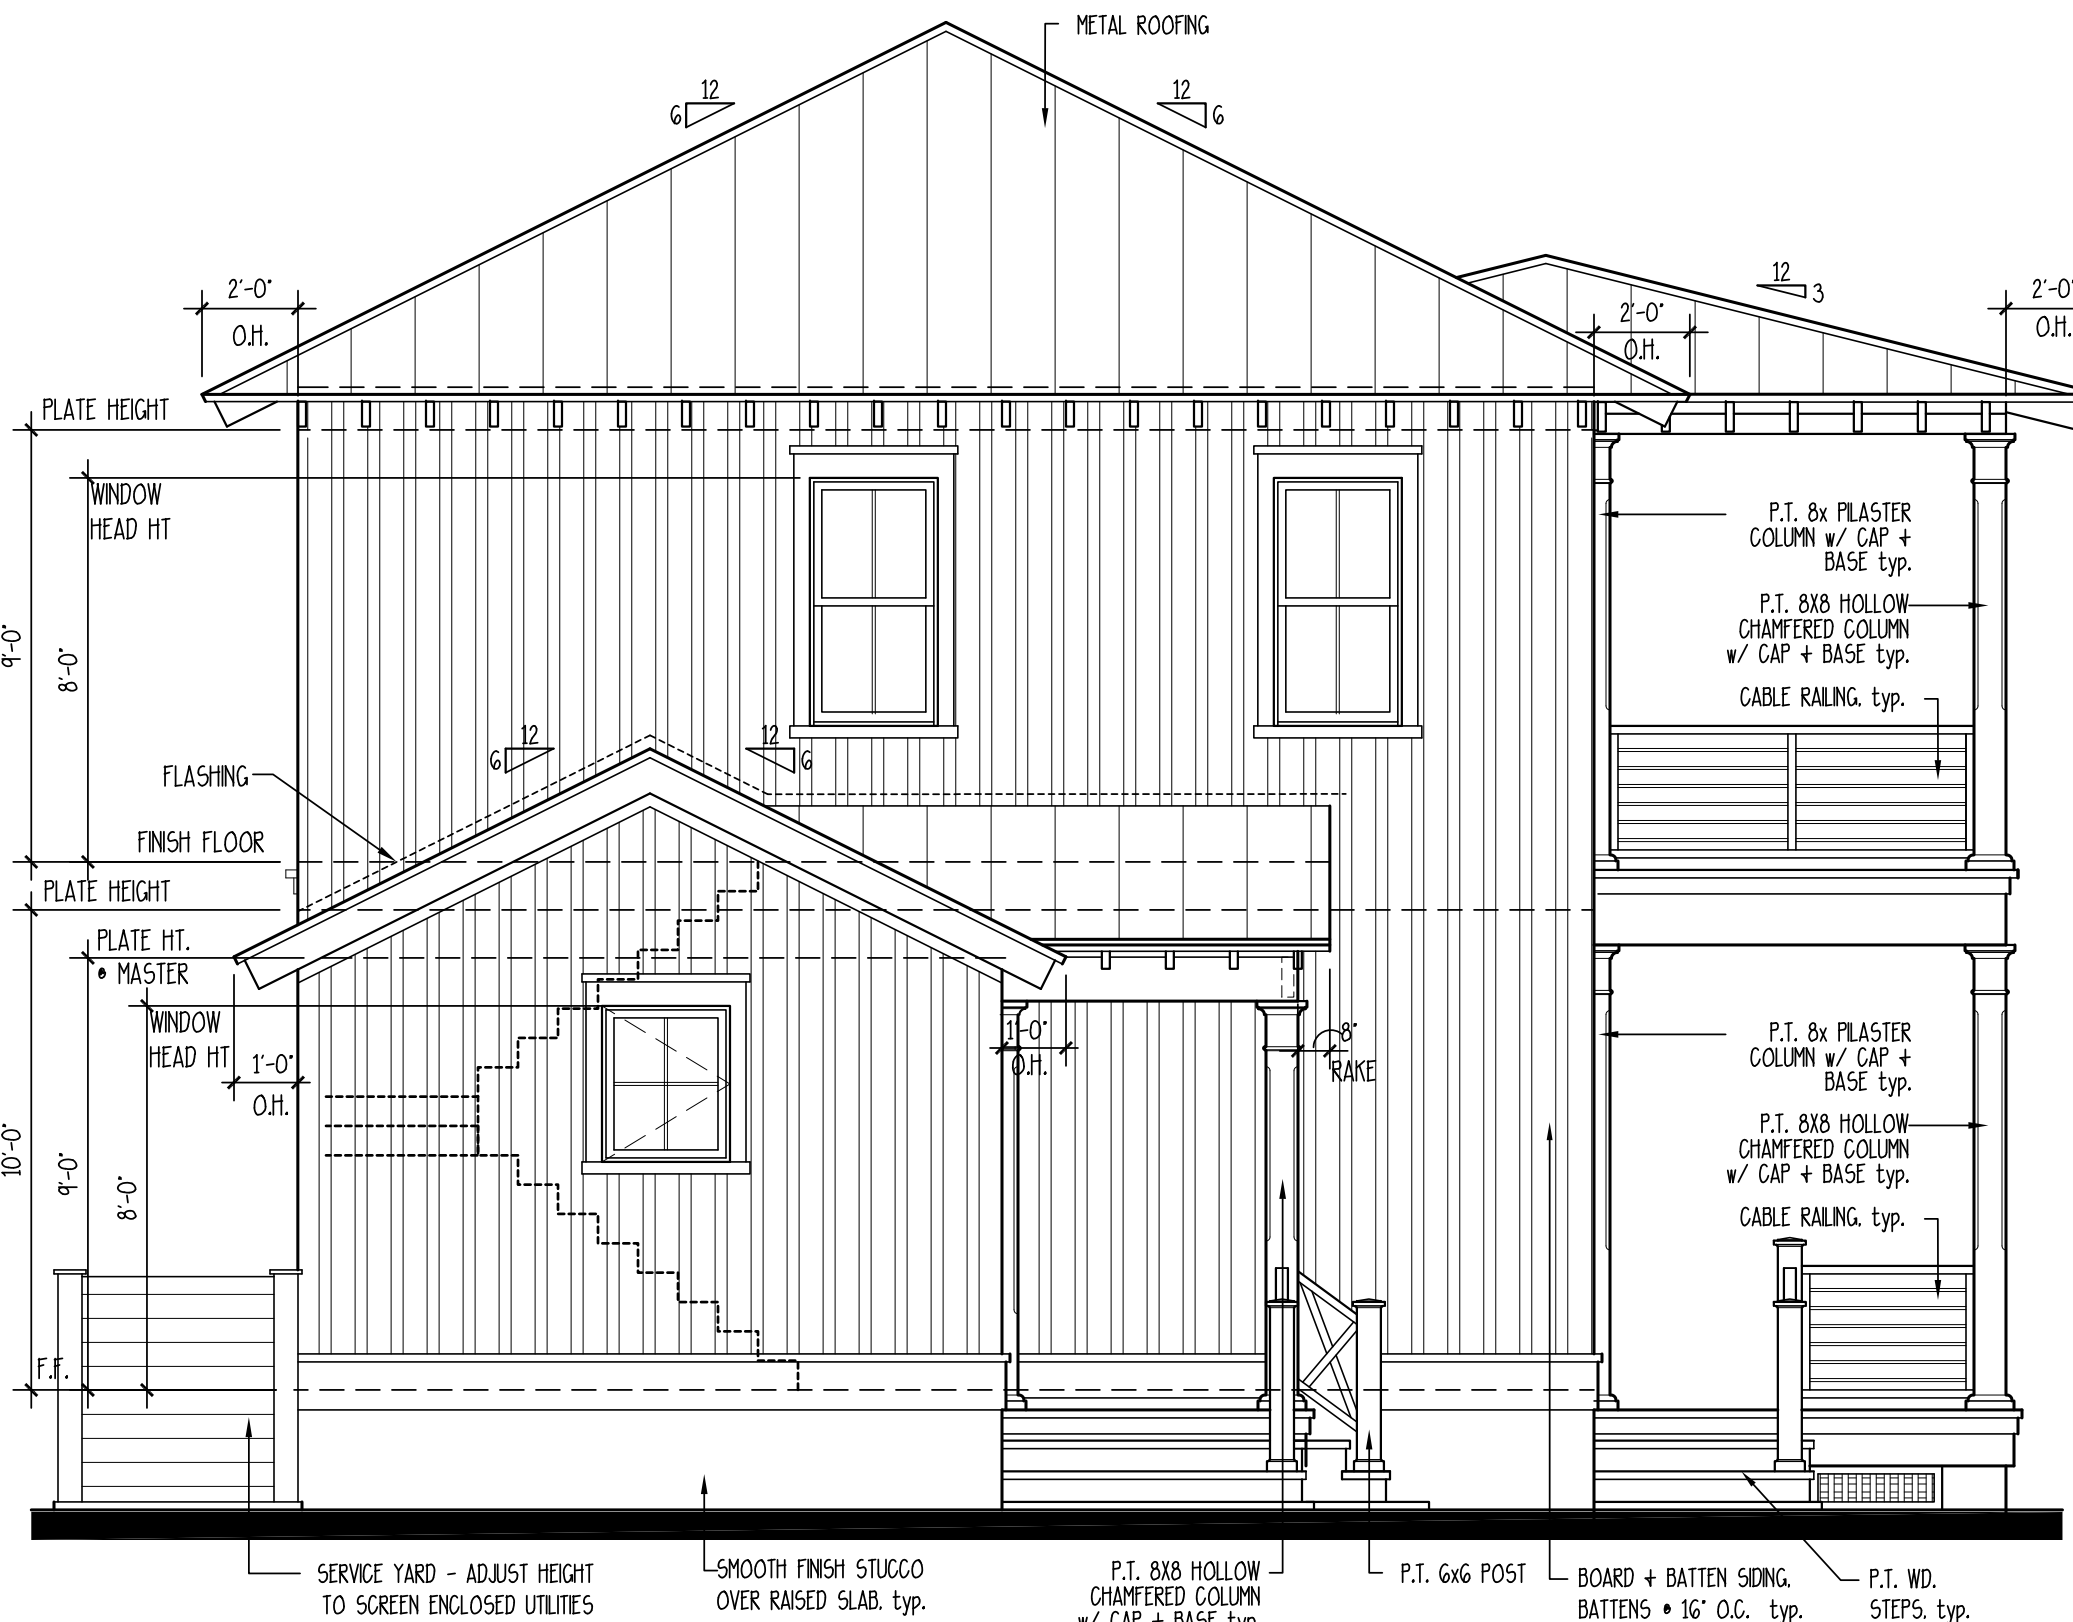 METAL ROOFING
12
6
12
6
12
3
2'-0"
O.H.
2'-0"
O.H.
2'-0"
O.H.
PLATE HEIGHT
WINDOW
HEAD HT
9'-0"
8'-0"
P.T. 8x PILASTER
COLUMN w/ CAP +
BASE typ.
P.T. 8X8 HOLLOW
CHAMFERED COLUMN
w/ CAP + BASE typ.
CABLE RAILING, typ.
12
6
12
6
FLASHING
FINISH FLOOR
PLATE HEIGHT
PLATE HT.
@ MASTER
WINDOW
HEAD HT
1'-0"
O.H.
1'-0"
O.H.
8"
RAKE
10'-0"
9'-0"
8'-0"
P.T. 8x PILASTER
COLUMN w/ CAP +
BASE typ.
P.T. 8X8 HOLLOW
CHAMFERED COLUMN
w/ CAP + BASE typ.
CABLE RAILING, typ.
F.F.
SERVICE YARD - ADJUST HEIGHT
TO SCREEN ENCLOSED UTILITIES
SMOOTH FINISH STUCCO
OVER RAISED SLAB, typ.
P.T. 8X8 HOLLOW
CHAMFERED COLUMN
w/ CAP + BASE typ.
P.T. 6x6 POST
BOARD + BATTEN SIDING,
BATTENS @ 16" O.C. typ.
P.T. WD.
STEPS, typ.